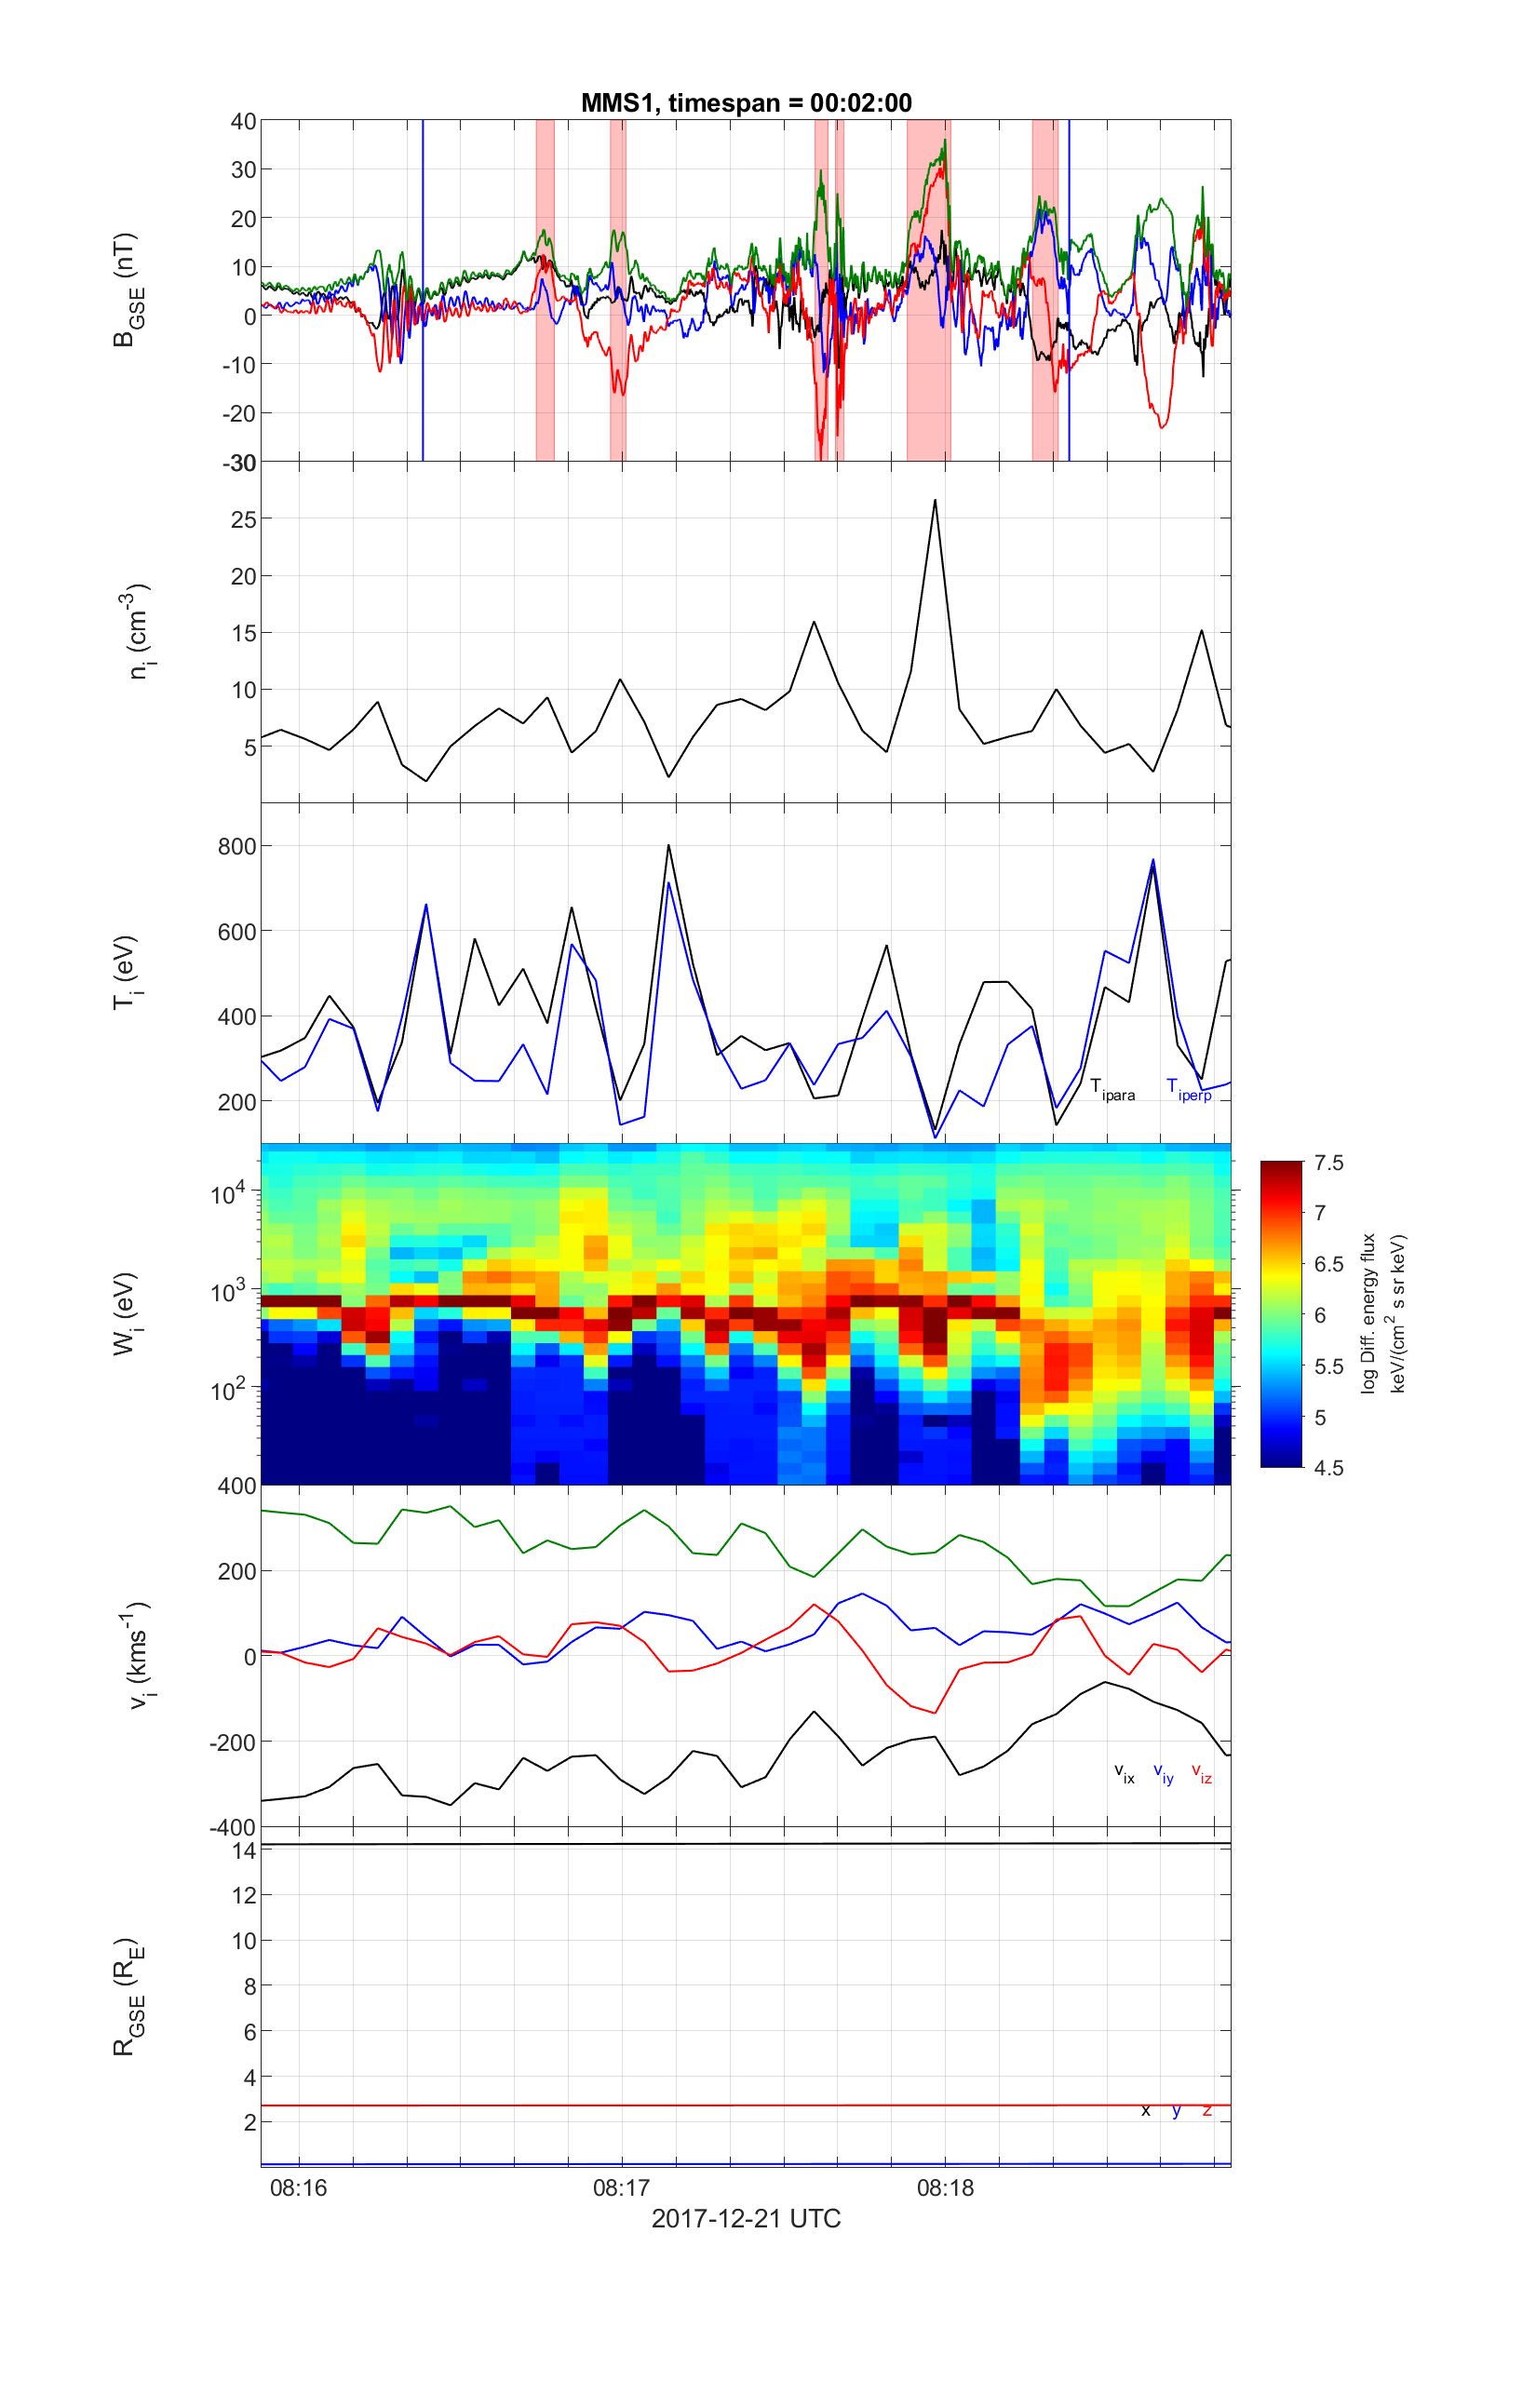 MMS1, timespan = 00:02:00
40
30
20
10
0
-10
-20
-30
B_GSE (nT)
25
20
15
10
5
n_i (cm^-3)
800
600
400
200
T_i (eV)
T_ipara T_iperp
10^4
10^3
10^2
W_i (eV)
7.5
7
6.5
6
5.5
5
4.5
log Diff. energy flux
keV/(cm^2 s sr keV)
400
200
0
-200
-400
v_i (kms^-1)
v_ix v_iy v_iz
14
12
10
8
6
4
2
R_GSE (R_E)
x y z
08:16 08:17 08:18
2017-12-21 UTC